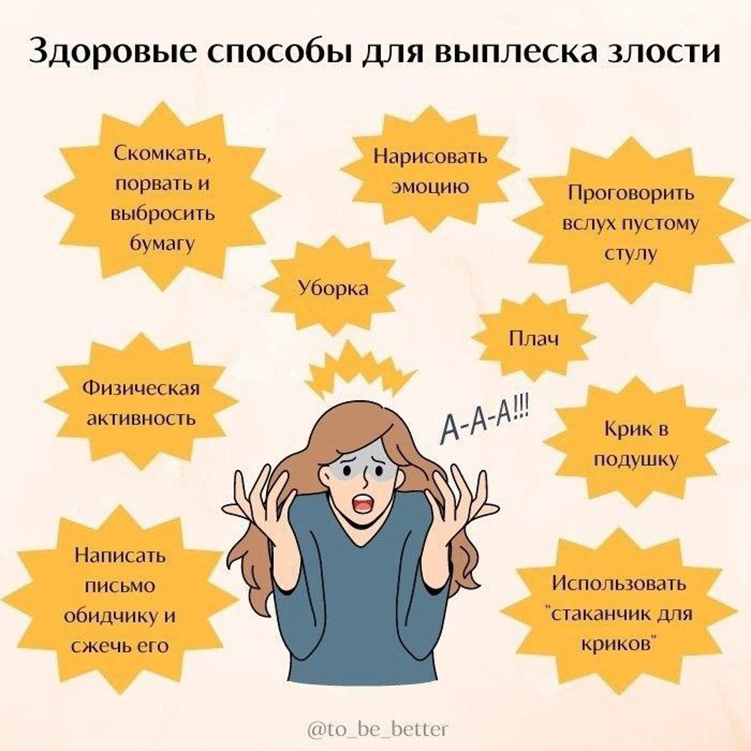 Здоровые способы для выплеска злости
Скомкать,
порвать и
выбросить
бумагу
Нарисовать
эмоцию
Проговорить
вслух пустому
стулу
Уборка
Плач
Физическая
активность
А-А-А!!!
Крик в
подушку
Написать
письмо
обидчику и
сжечь его
Использовать
"стаканчик для
криков"
@to_be_better